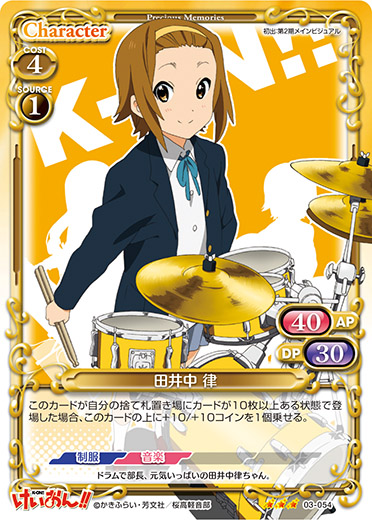 Precious Memories
Character
初出:第2期メインビジュアル
COST
4
SOURCE
1
K-ON!!
40 AP
DP 30
田井中 律
このカードが自分の捨て札置き場にカードが10枚以上ある状態で登
場した場合、このカードの上に+10/+10コインを1個乗せる。
制服 音楽
ドラムで部長、元気いっぱいの田井中律ちゃん。
K-ON!
けいおん!!
©かきふらい・芳文社/桜高軽音部
03-054